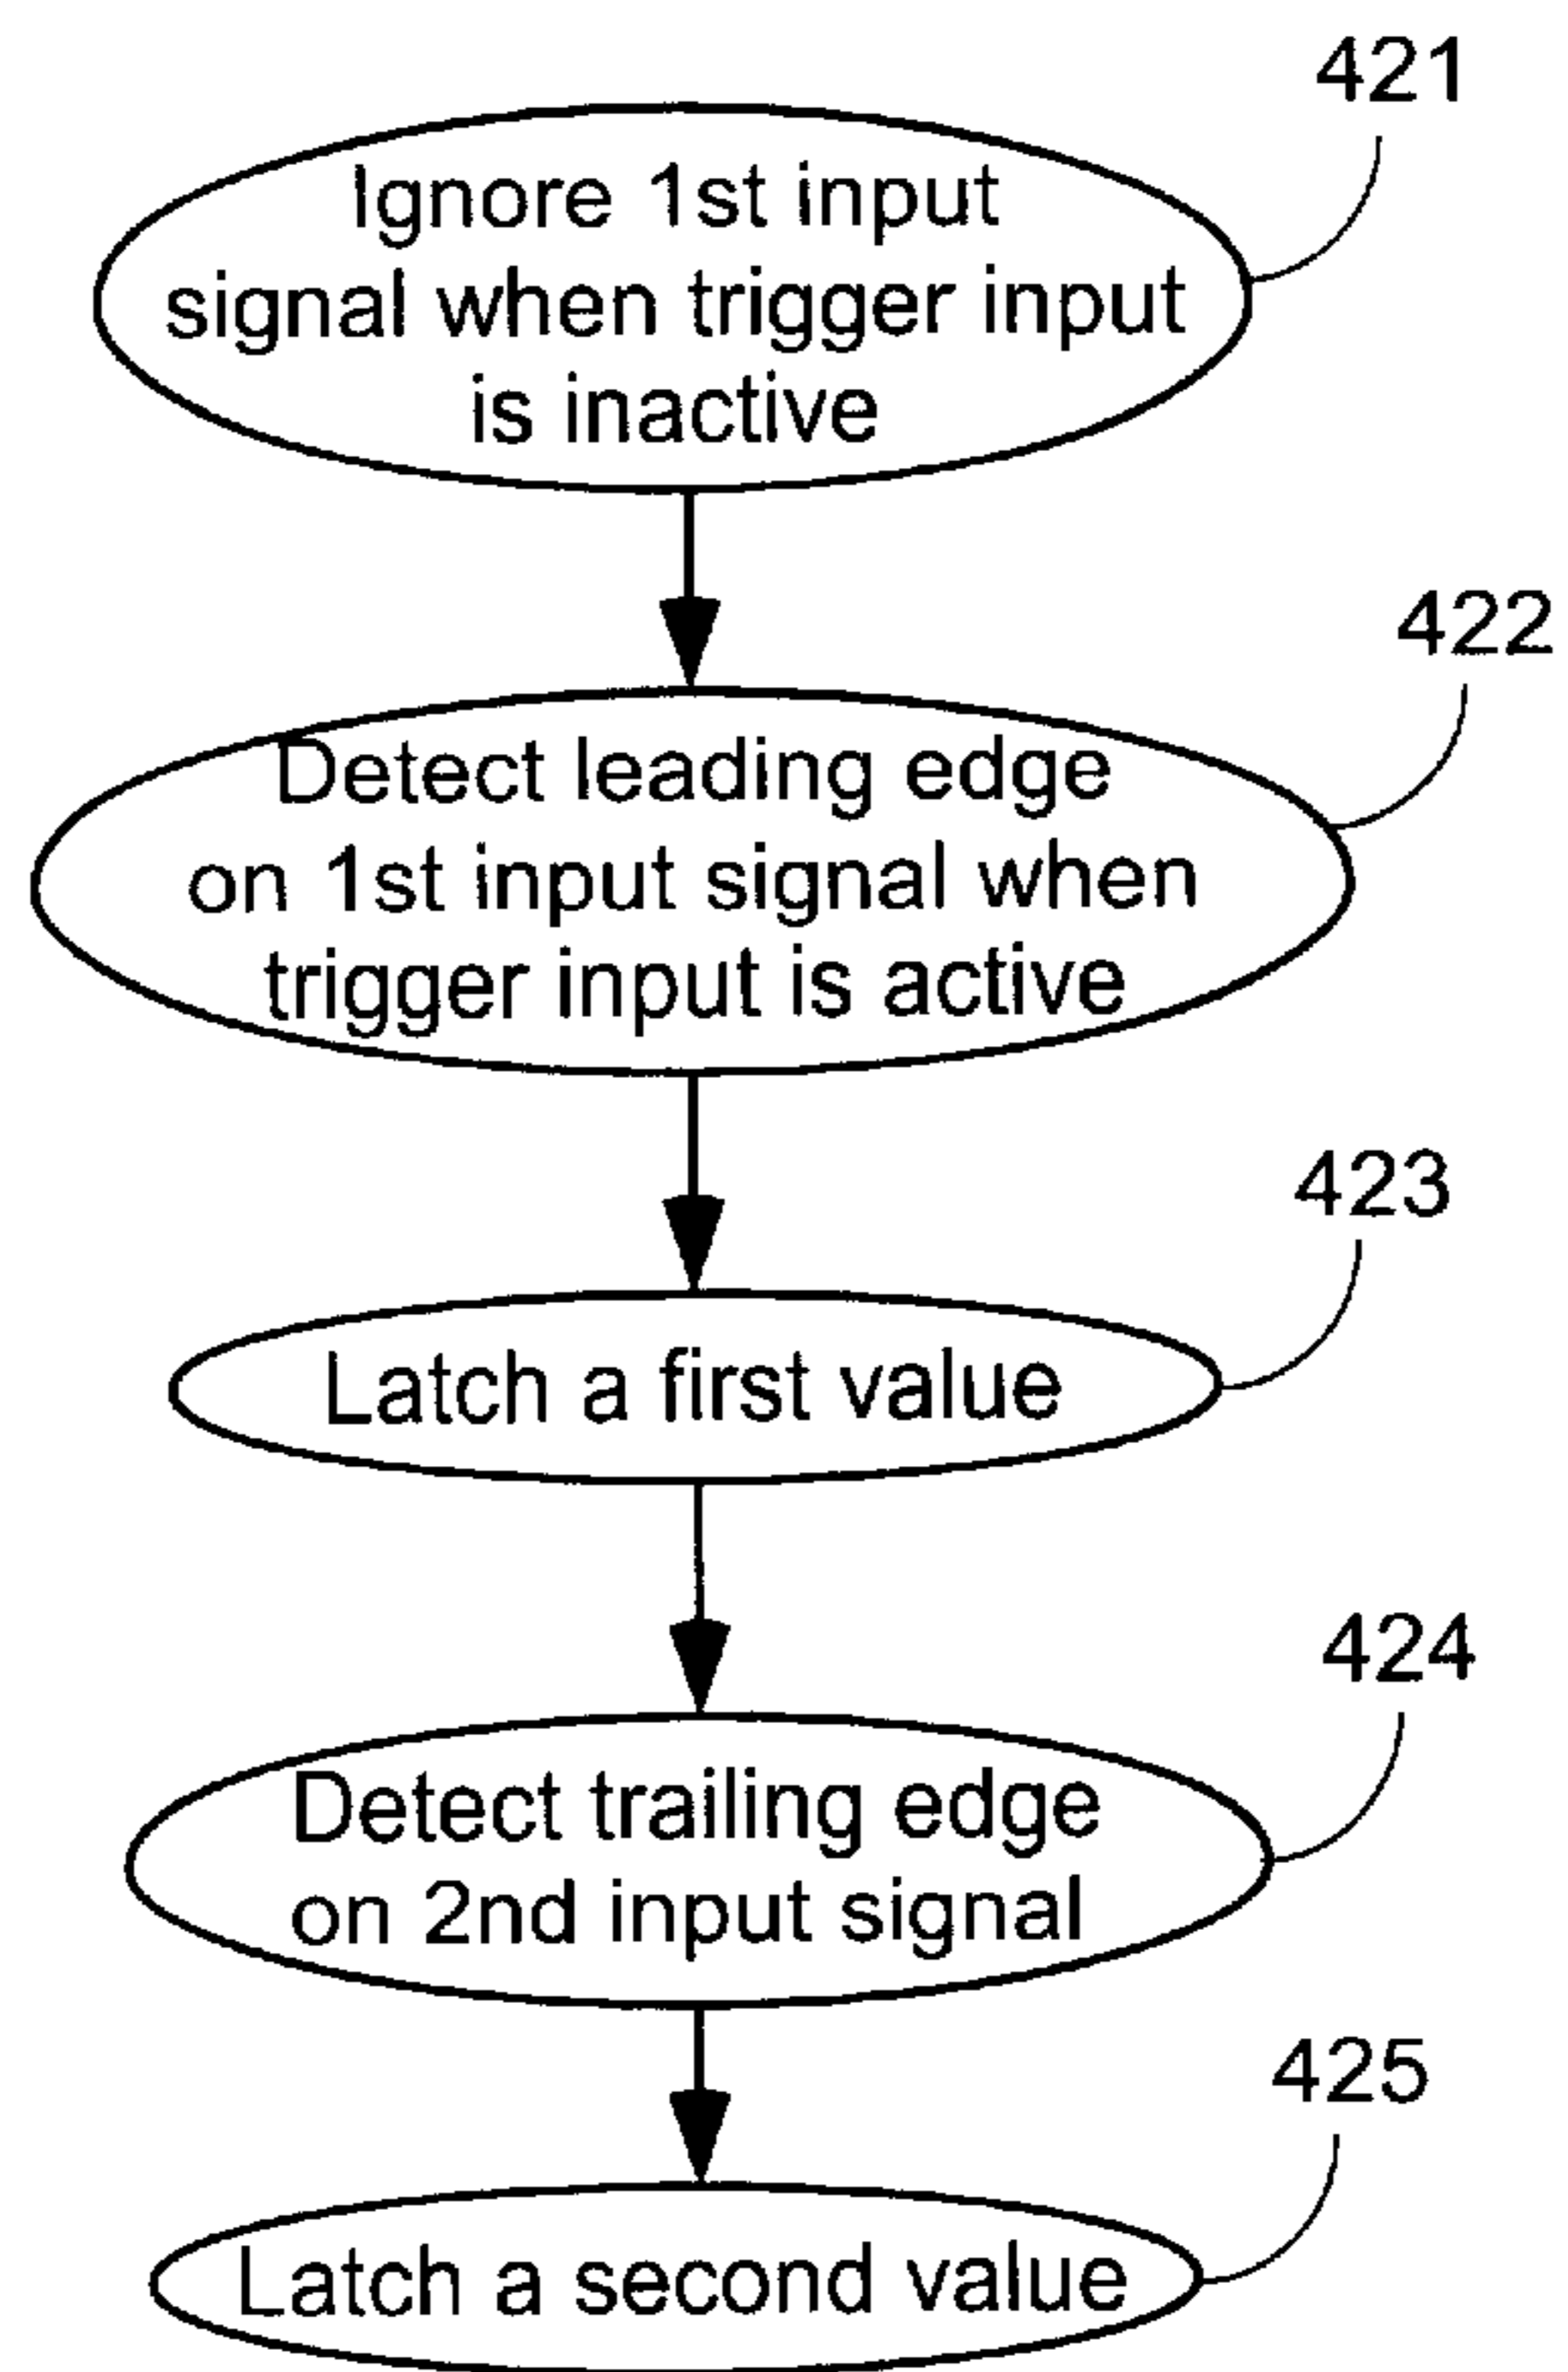 421
Ignore 1st input
signal when trigger input
is inactive
422
Detect leading edge
on 1st input signal when
trigger input is active
423
Latch a first value
424
Detect trailing edge
on 2nd input signal
425
Latch a second value